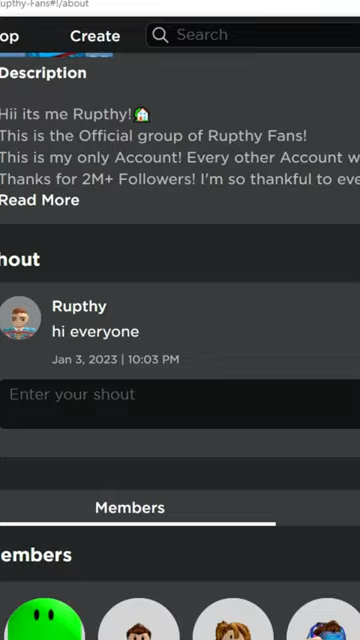 upthy-Fans#!/about
op
Create
Search
Description
Hii its me Rupthy!
This is the Official group of Rupthy Fans!
This is my only Account! Every other Account w
Thanks for 2M+ Followers! I'm so thankful to eve
Read More
hout
Rupthy
hi everyone
Jan 3, 2023 | 10:03 PM
Enter your shout
Members
embers